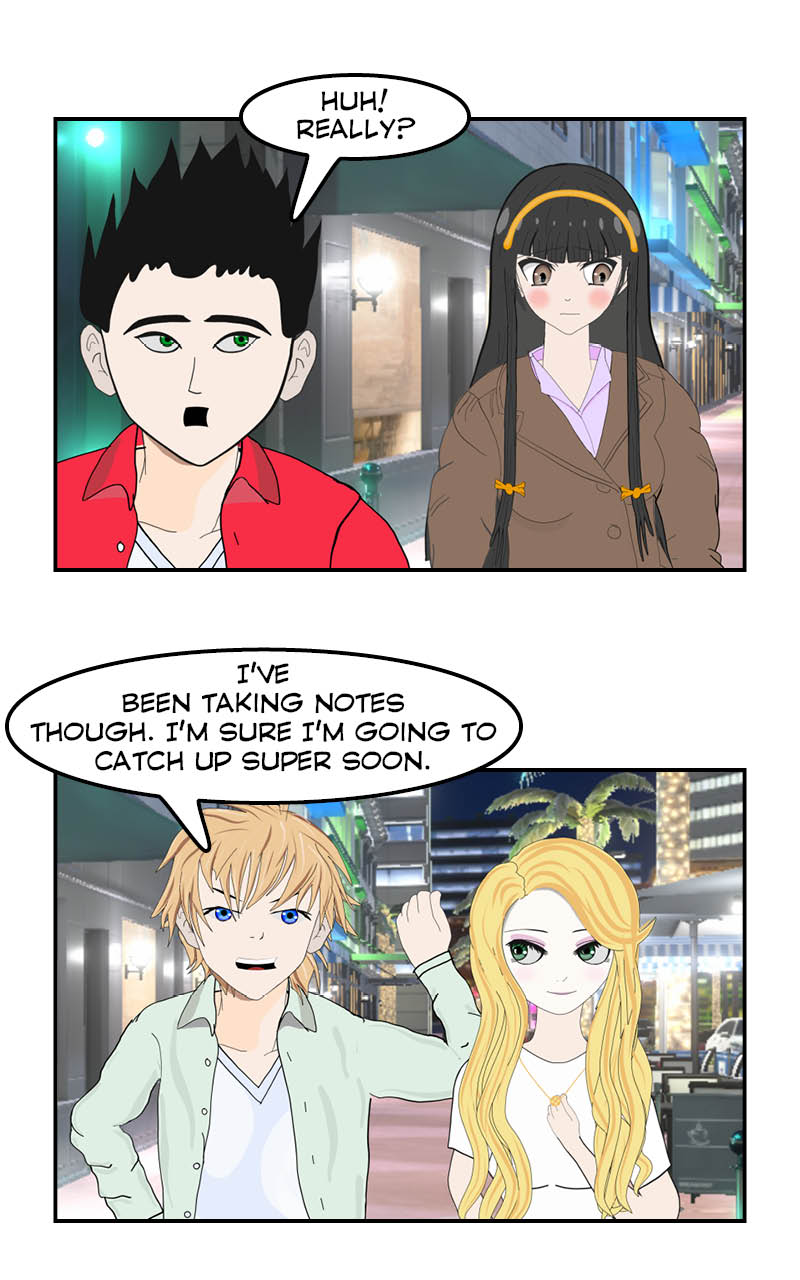 HUH!
REALLY?
I'VE
BEEN TAKING NOTES
THOUGH. I'M SURE I'M GOING TO
CATCH UP SUPER SOON.